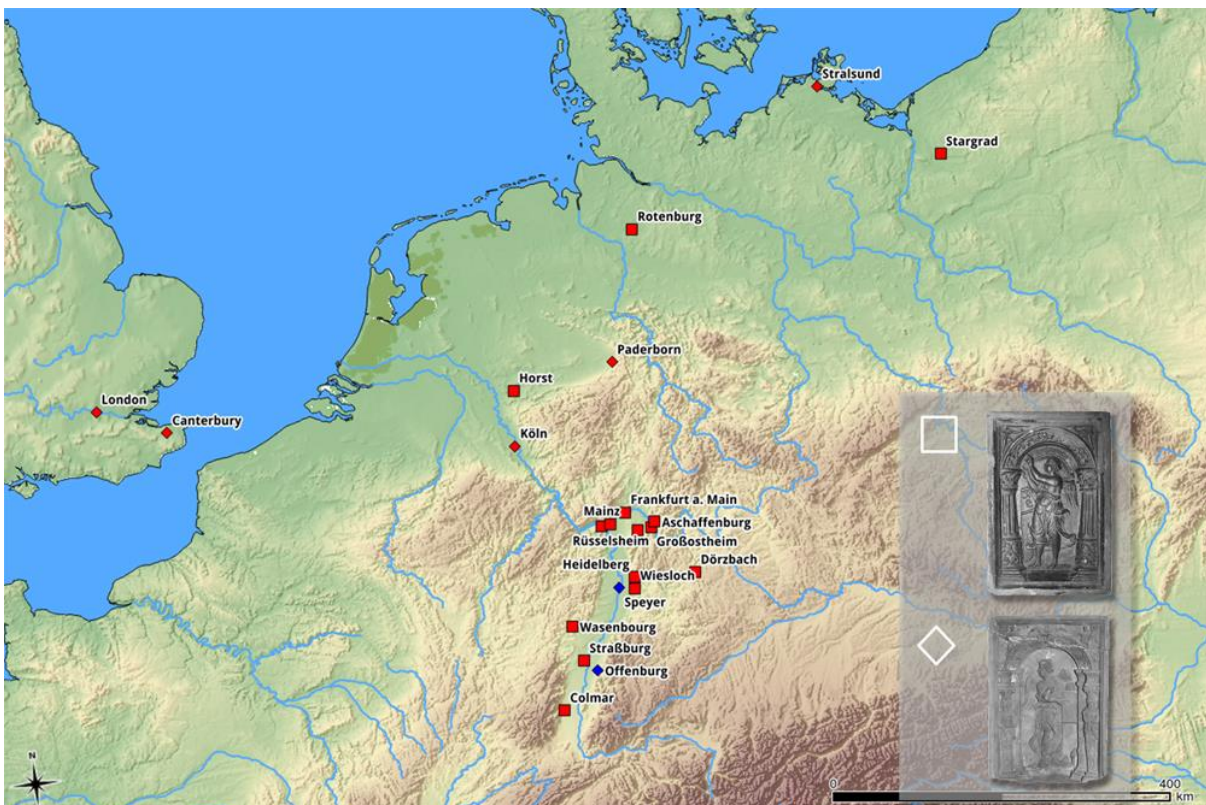 Stralsund
Stargrad
Rotenburg
Paderborn
Horst
London
Canterbury
Köln
Frankfurt a. Main
Mainz
Aschaffenburg
Rüsselsheim
Großostheim
Heidelberg
Dörzbach
Wiesloch
Speyer
Wasenbourg
Straßburg
Offenburg
Colmar
N
0
400
km